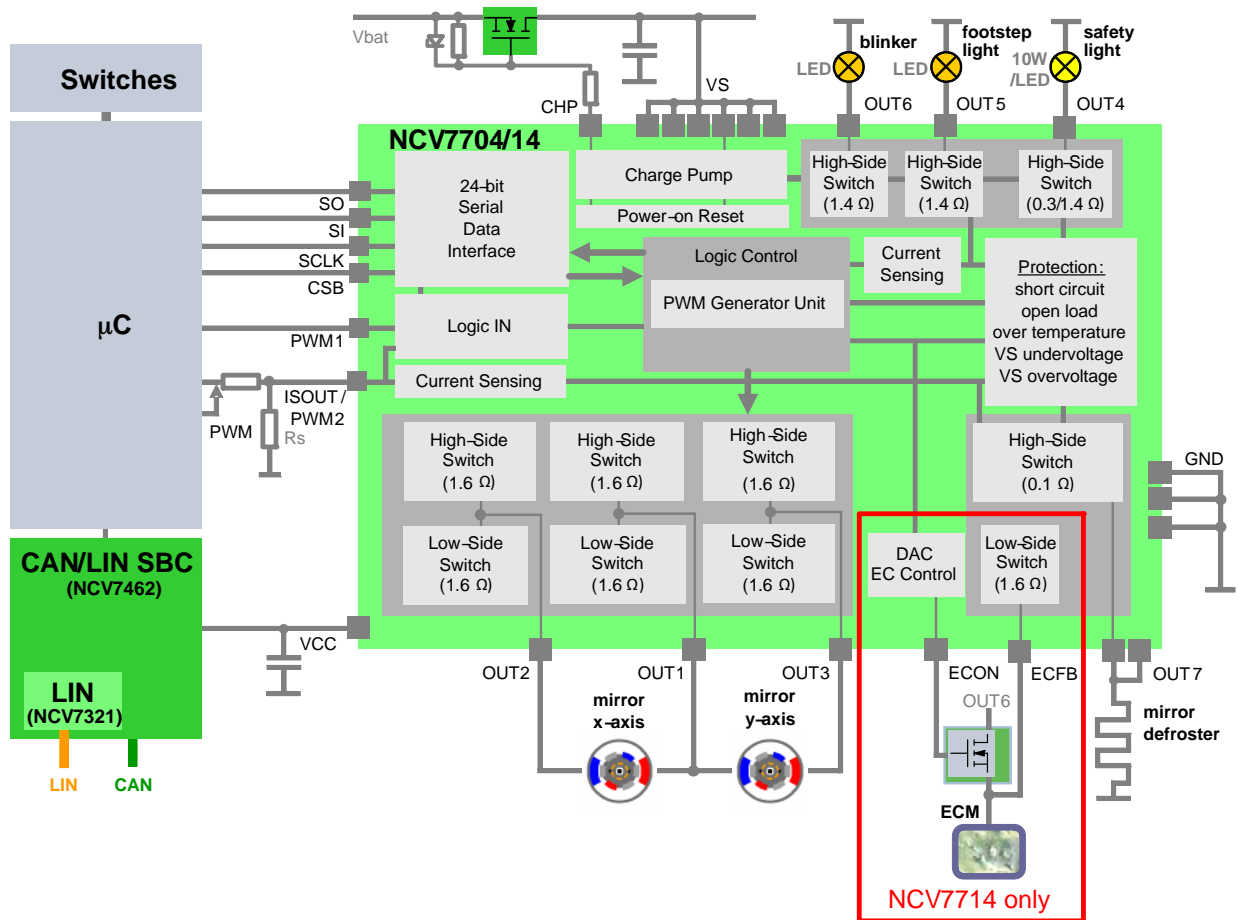 Vbat
blinker
footstep
light
safety
light
LED
LED
10W
/LED
Switches
CHP
VS
OUT6
OUT5
OUT4
NCV7704/14
24-bit
Serial
Data
Interface
Charge Pump
Power-on Reset
High-Side
Switch
(1.4 Ω)
High-Side
Switch
(1.4 Ω)
High-Side
Switch
(0.3/1.4 Ω)
SO
SI
SCLK
CSB
Logic Control
PWM Generator Unit
Current
Sensing
Protection:
short circuit
open load
over temperature
VS undervoltage
VS overvoltage
μC
PWM1
Logic IN
Current Sensing
ISOUT /
PWM2
PWM
Rs
High-Side
Switch
(1.6 Ω)
High-Side
Switch
(1.6 Ω)
High-Side
Switch
(1.6 Ω)
High-Side
Switch
(0.1 Ω)
GND
Low-Side
Switch
(1.6 Ω)
Low-Side
Switch
(1.6 Ω)
Low-Side
Switch
(1.6 Ω)
DAC
EC Control
Low-Side
Switch
(1.6 Ω)
CAN/LIN SBC
(NCV7462)
VCC
LIN
(NCV7321)
LIN
CAN
OUT2
OUT1
OUT3
ECON
ECFB
OUT7
mirror
x-axis
mirror
y-axis
OUT6
mirror
defroster
ECM
NCV7714 only